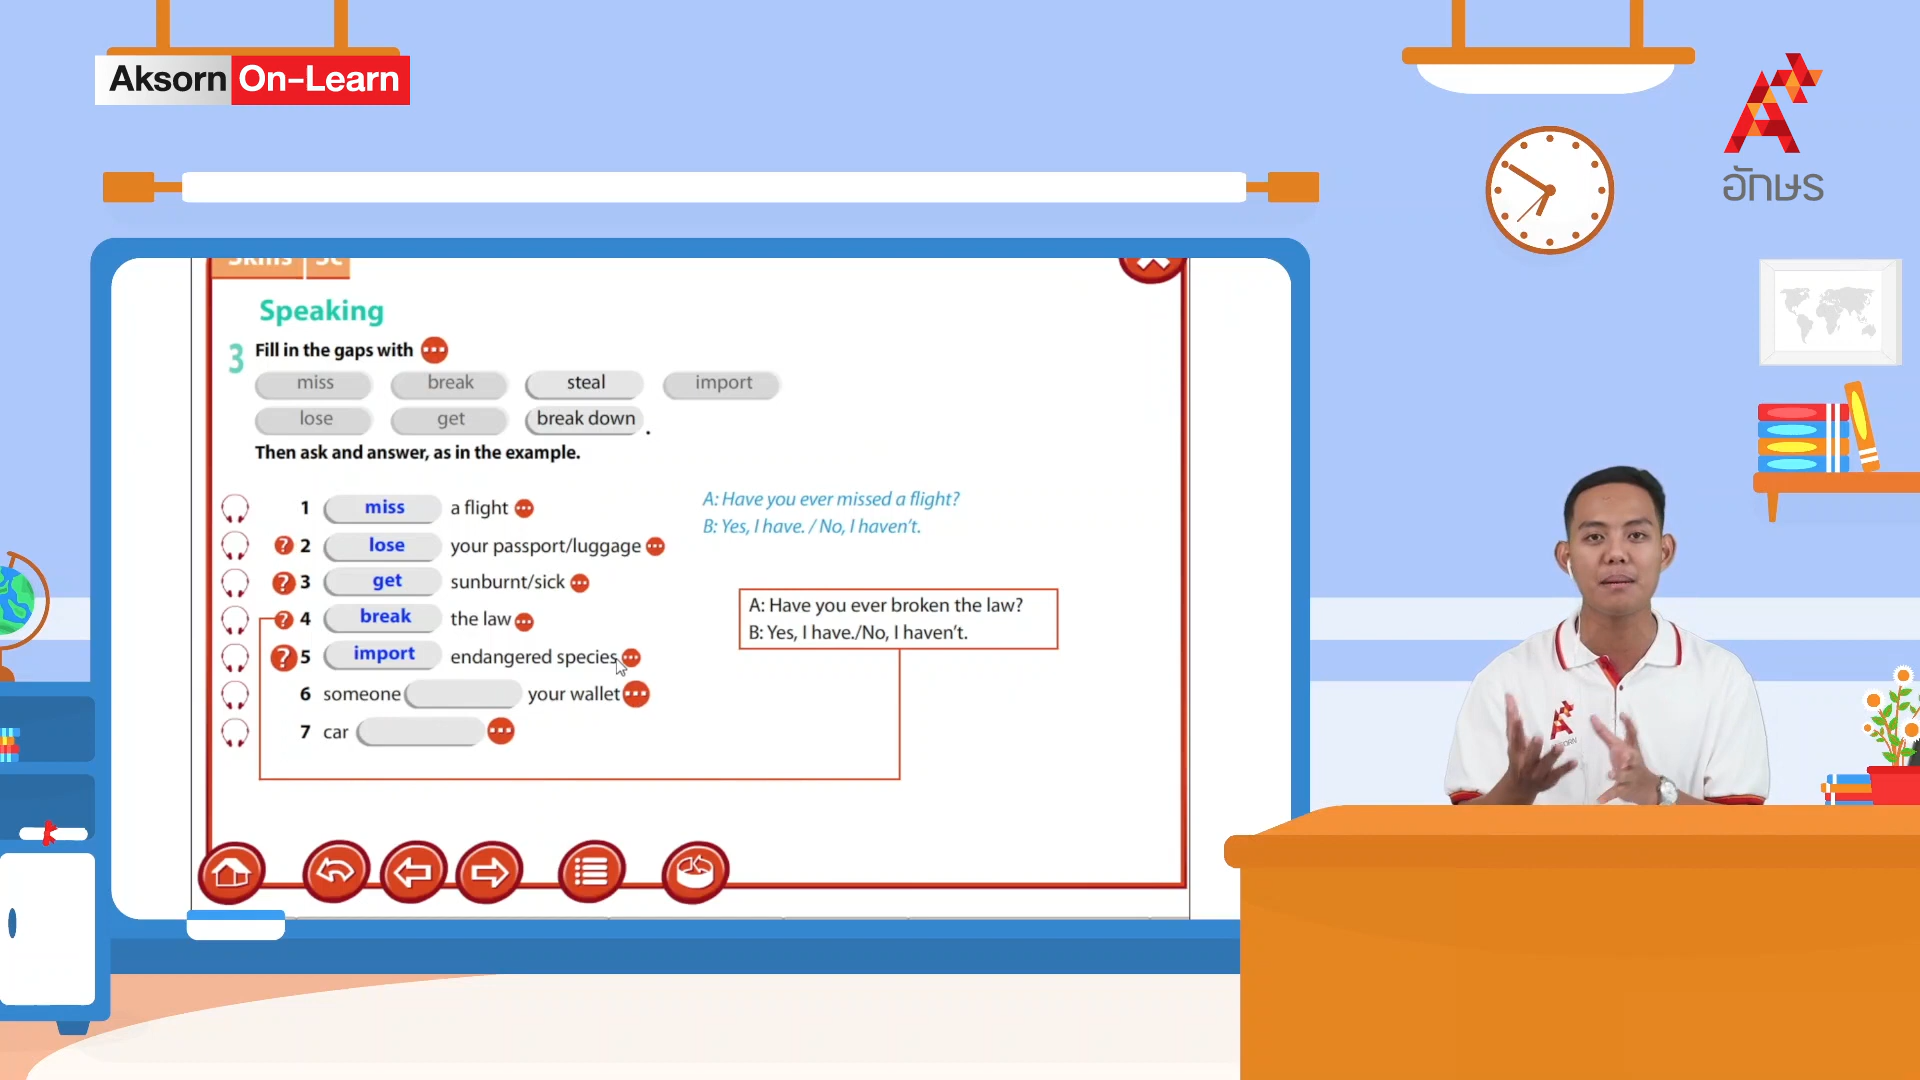 Aksorn On-Learn
อักษร
Skills 3c
Speaking
3 Fill in the gaps with
miss break steal import
lose get break down .
Then ask and answer, as in the example.
1 miss a flight
A: Have you ever missed a flight?
B: Yes, I have. / No, I haven't.
? 2 lose your passport/luggage
? 3 get sunburnt/sick
? 4 break the law
A: Have you ever broken the law?
B: Yes, I have./No, I haven't.
? 5 import endangered species
6 someone your wallet
7 car